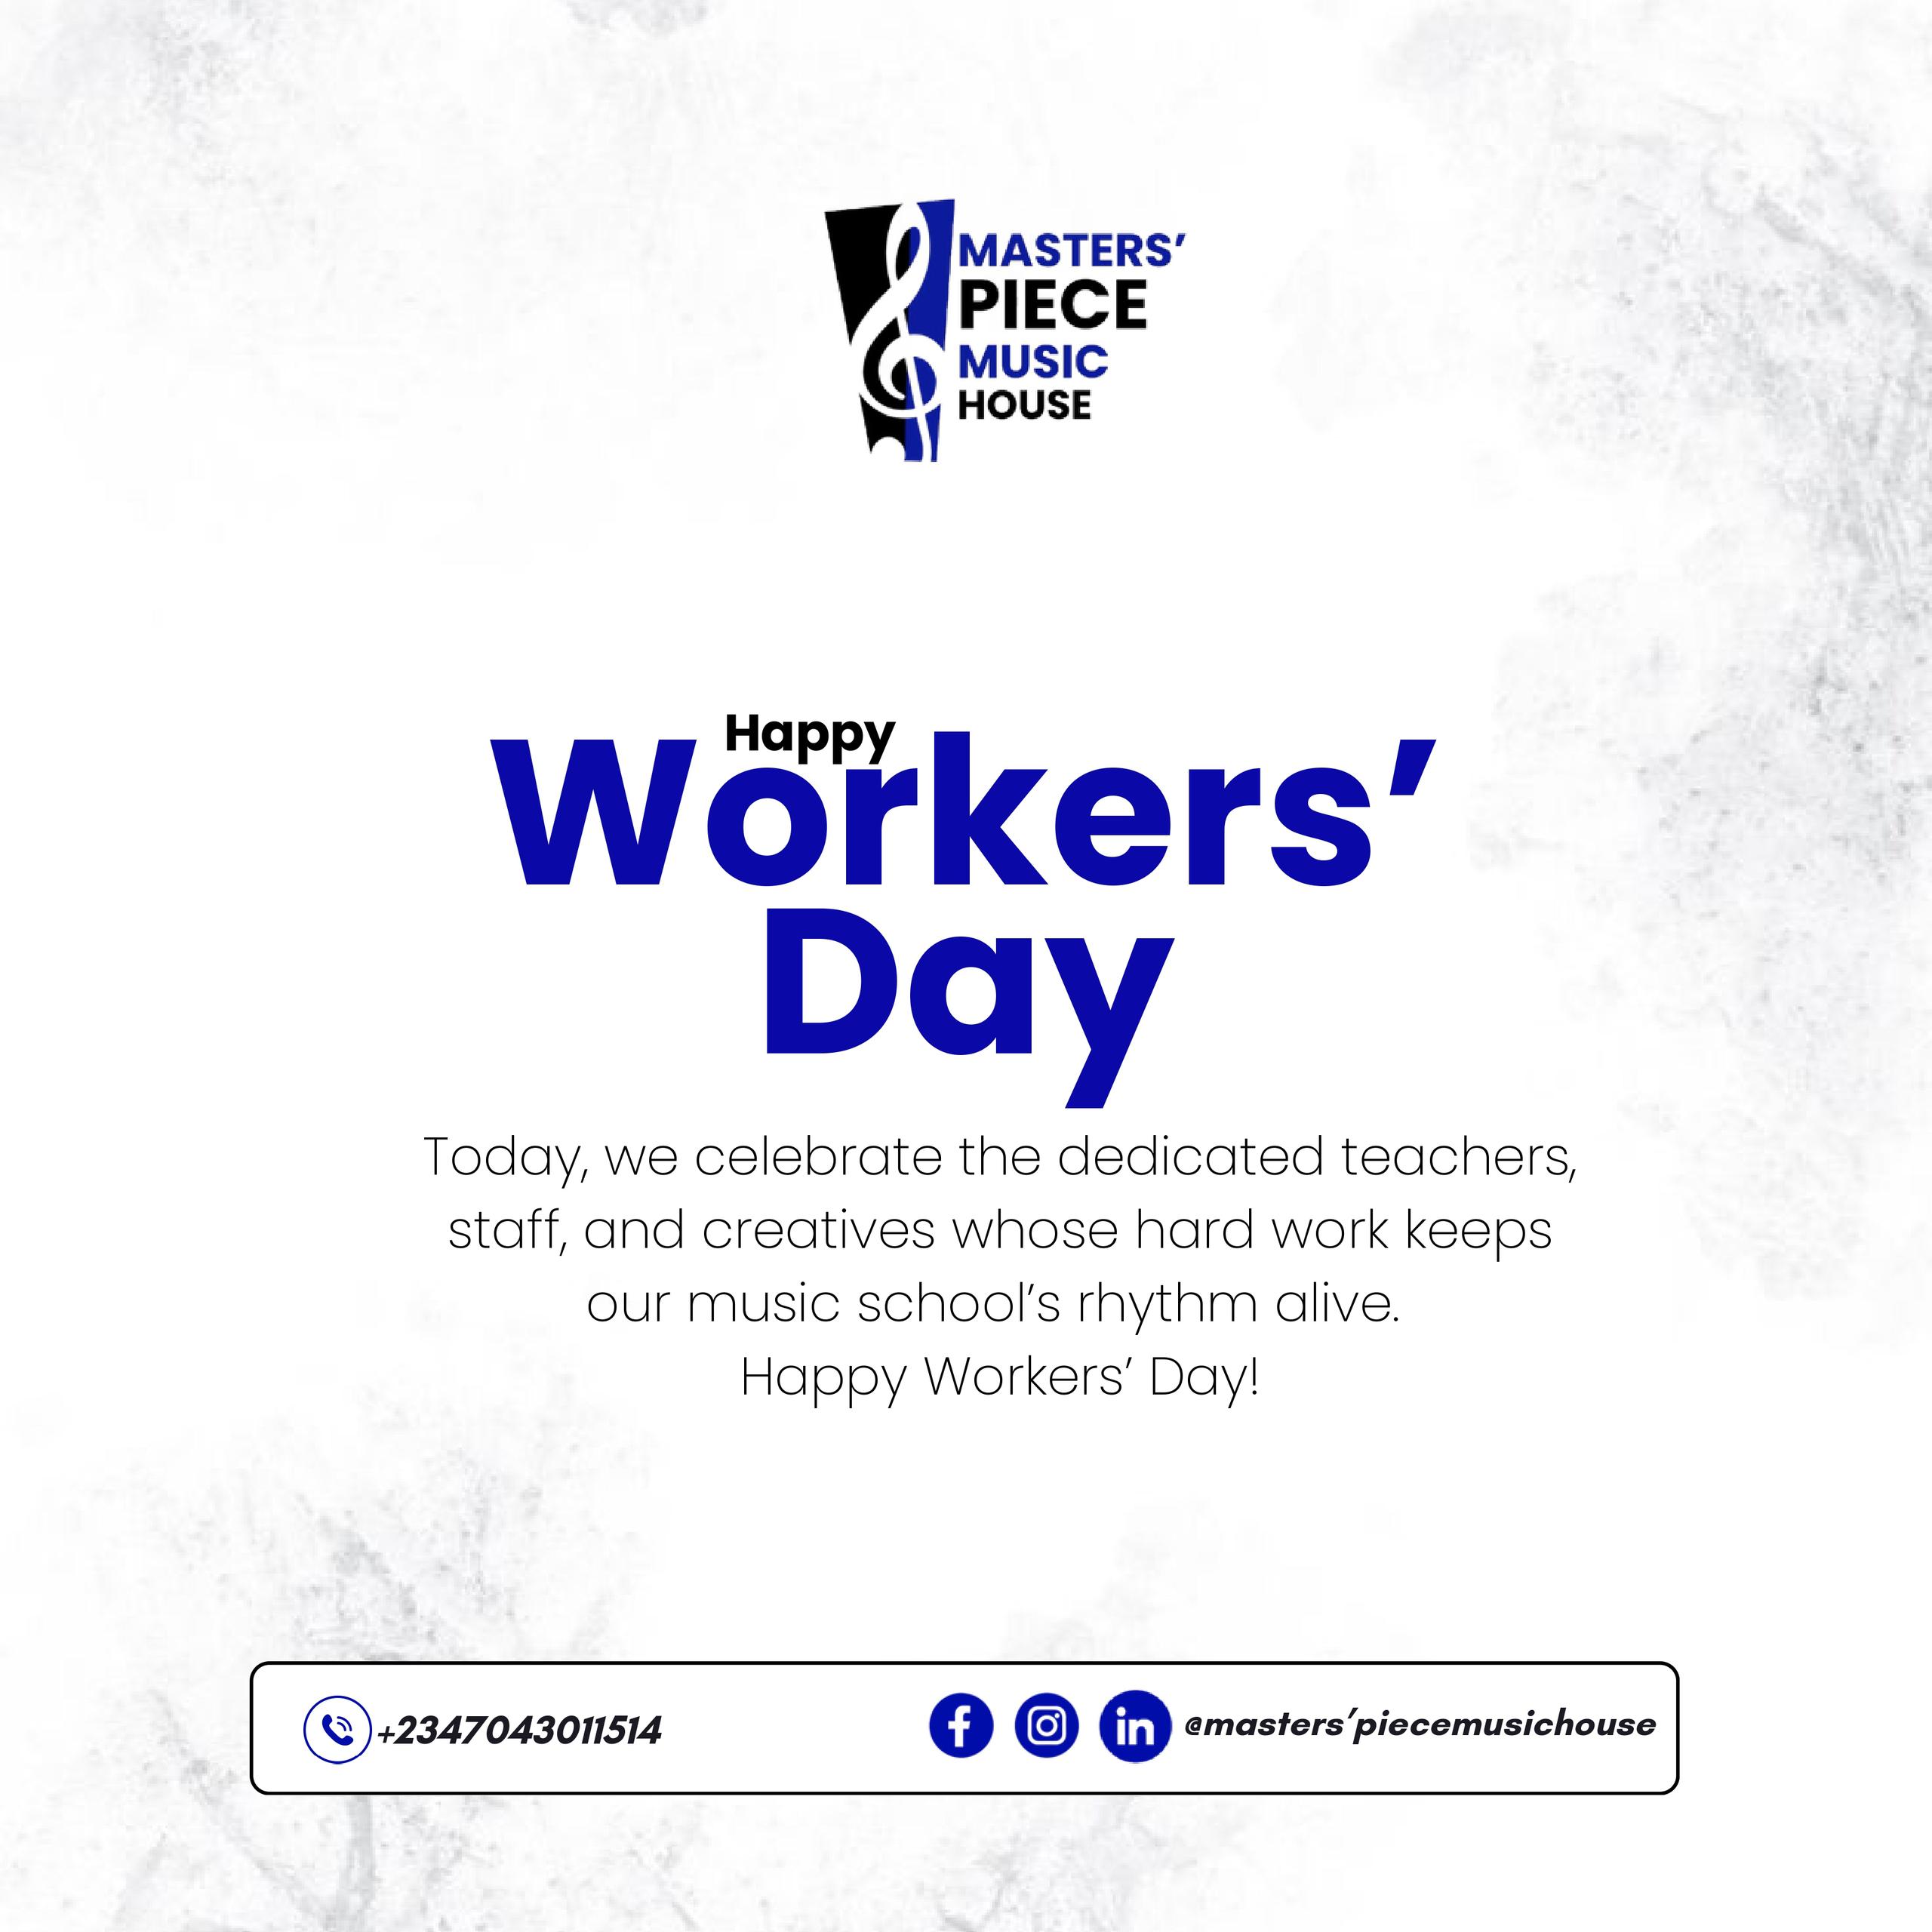 MASTERS’
PIECE
MUSIC
HOUSE
Happy
Workers’
Day
Today, we celebrate the dedicated teachers,
staff, and creatives whose hard work keeps
our music school’s rhythm alive.
Happy Workers’ Day!
+2347043011514
@masters’piecemusichouse